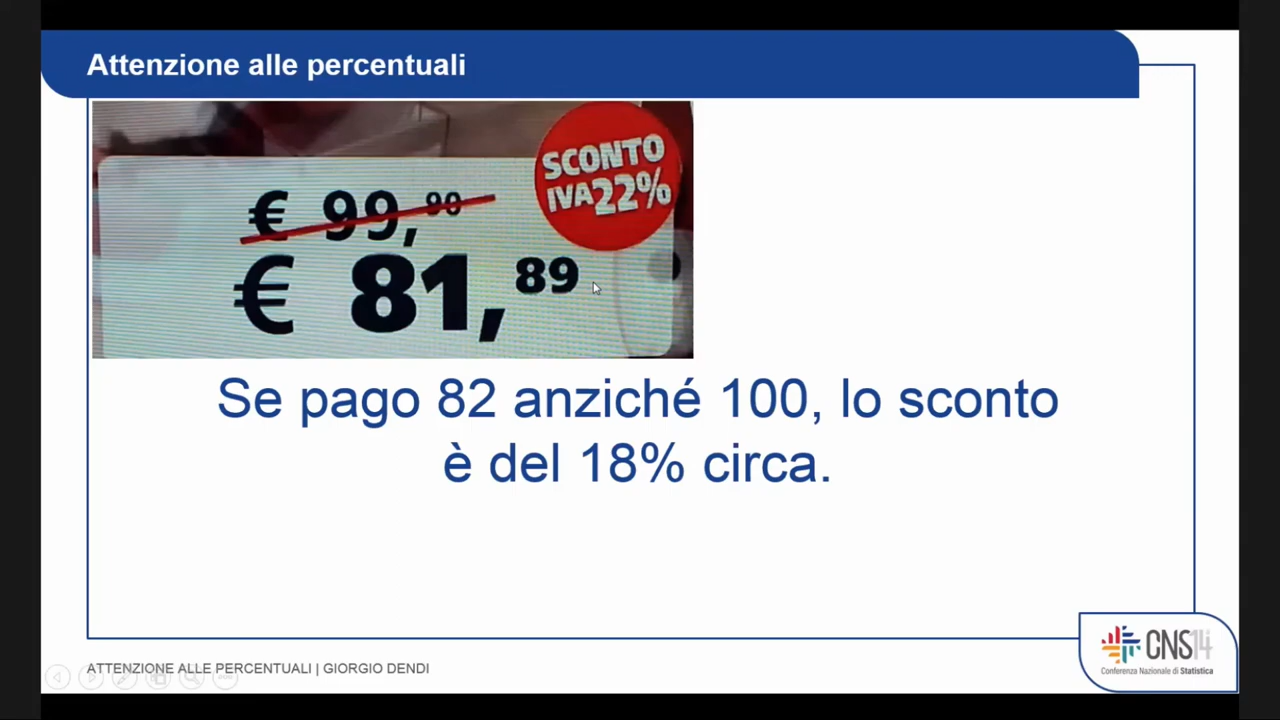 Attenzione alle percentuali
SCONTO
IVA 22%
€ 99,90
€ 81,89
Se pago 82 anziché 100, lo sconto
è del 18% circa.
ATTENZIONE ALLE PERCENTUALI | GIORGIO DENDI
CNS14
Conferenza Nazionale di Statistica